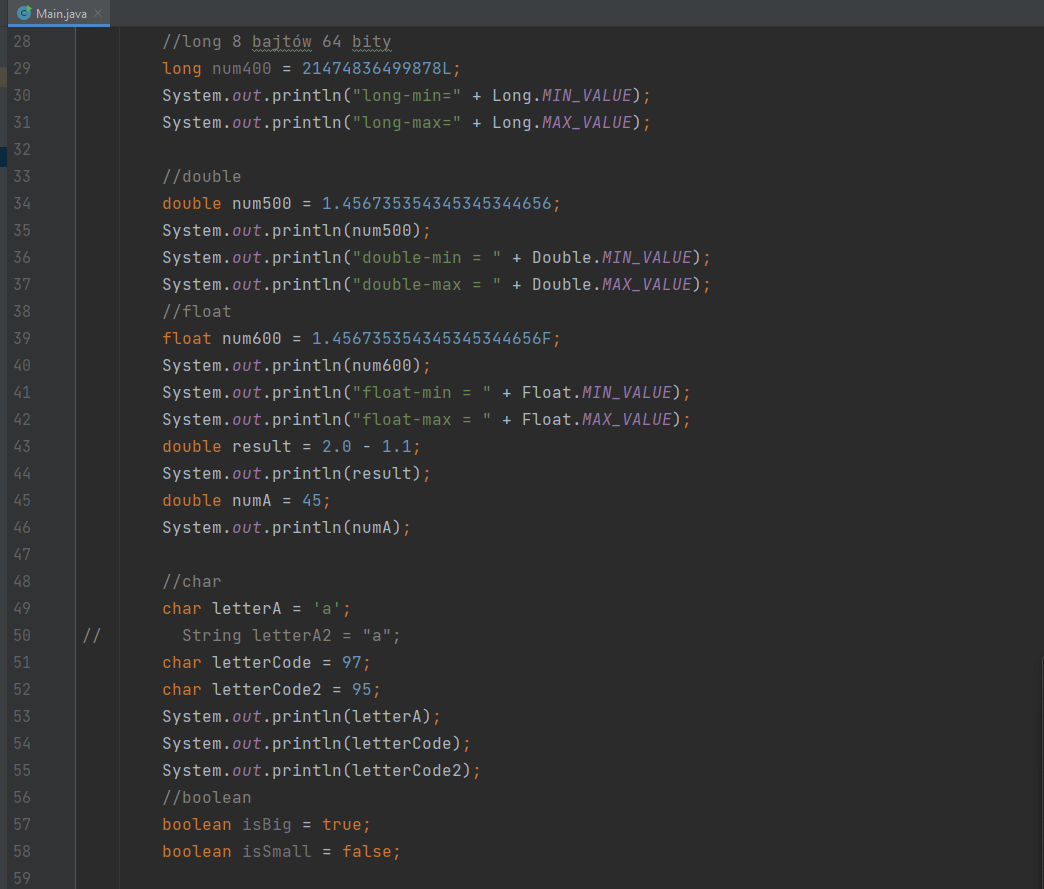 Main.java
28 //long 8 bajtów 64 bity
29 long num400 = 21474836499878L;
30 System.out.println("long-min=" + Long.MIN_VALUE);
31 System.out.println("long-max=" + Long.MAX_VALUE);
32
33 //double
34 double num500 = 1.456735354345345344656;
35 System.out.println(num500);
36 System.out.println("double-min = " + Double.MIN_VALUE);
37 System.out.println("double-max = " + Double.MAX_VALUE);
38 //float
39 float num600 = 1.456735354345345344656F;
40 System.out.println(num600);
41 System.out.println("float-min = " + Float.MIN_VALUE);
42 System.out.println("float-max = " + Float.MAX_VALUE);
43 double result = 2.0 - 1.1;
44 System.out.println(result);
45 double numA = 45;
46 System.out.println(numA);
47
48 //char
49 char letterA = 'a';
50 // String letterA2 = "a";
51 char letterCode = 97;
52 char letterCode2 = 95;
53 System.out.println(letterA);
54 System.out.println(letterCode);
55 System.out.println(letterCode2);
56 //boolean
57 boolean isBig = true;
58 boolean isSmall = false;
59